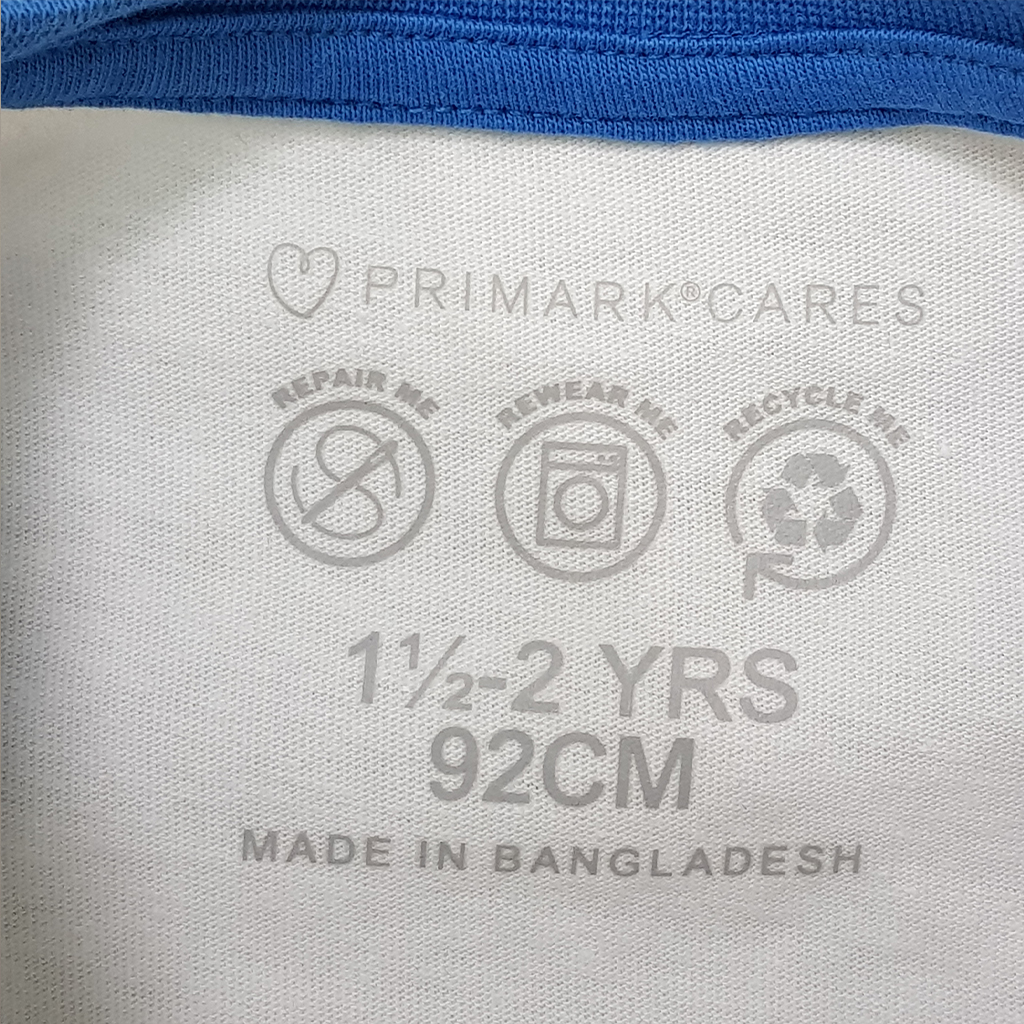 PRIMARK®CARES
REPAIR ME REWEAR ME RECYCLE ME
1½-2 YRS
92CM
MADE IN BANGLADESH